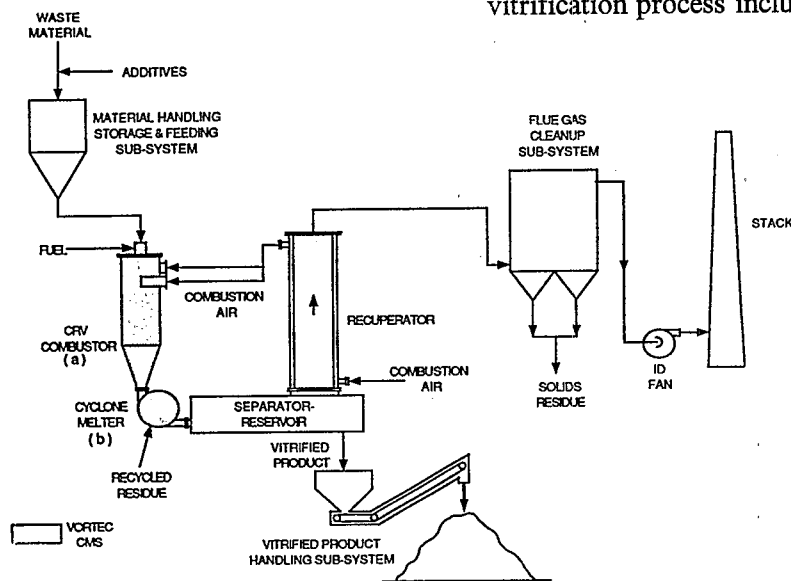 vitrification process inclu
WASTE
MATERIAL
ADDITIVES
MATERIAL HANDLING
STORAGE & FEEDING
SUB-SYSTEM
FLUE GAS
CLEANUP
SUB-SYSTEM
STACK
FUEL
COMBUSTION
AIR
RECUPERATOR
CRV
COMBUSTOR
(a)
COMBUSTION
AIR
CYCLONE
MELTER
(b)
SEPARATOR-
RESERVOIR
SOLIDS
RESIDUE
ID
FAN
VITRIFIED
PRODUCT
RECYCLED
RESIDUE
VORTEC
CMS
VITRIFIED PRODUCT
HANDLING SUB-SYSTEM